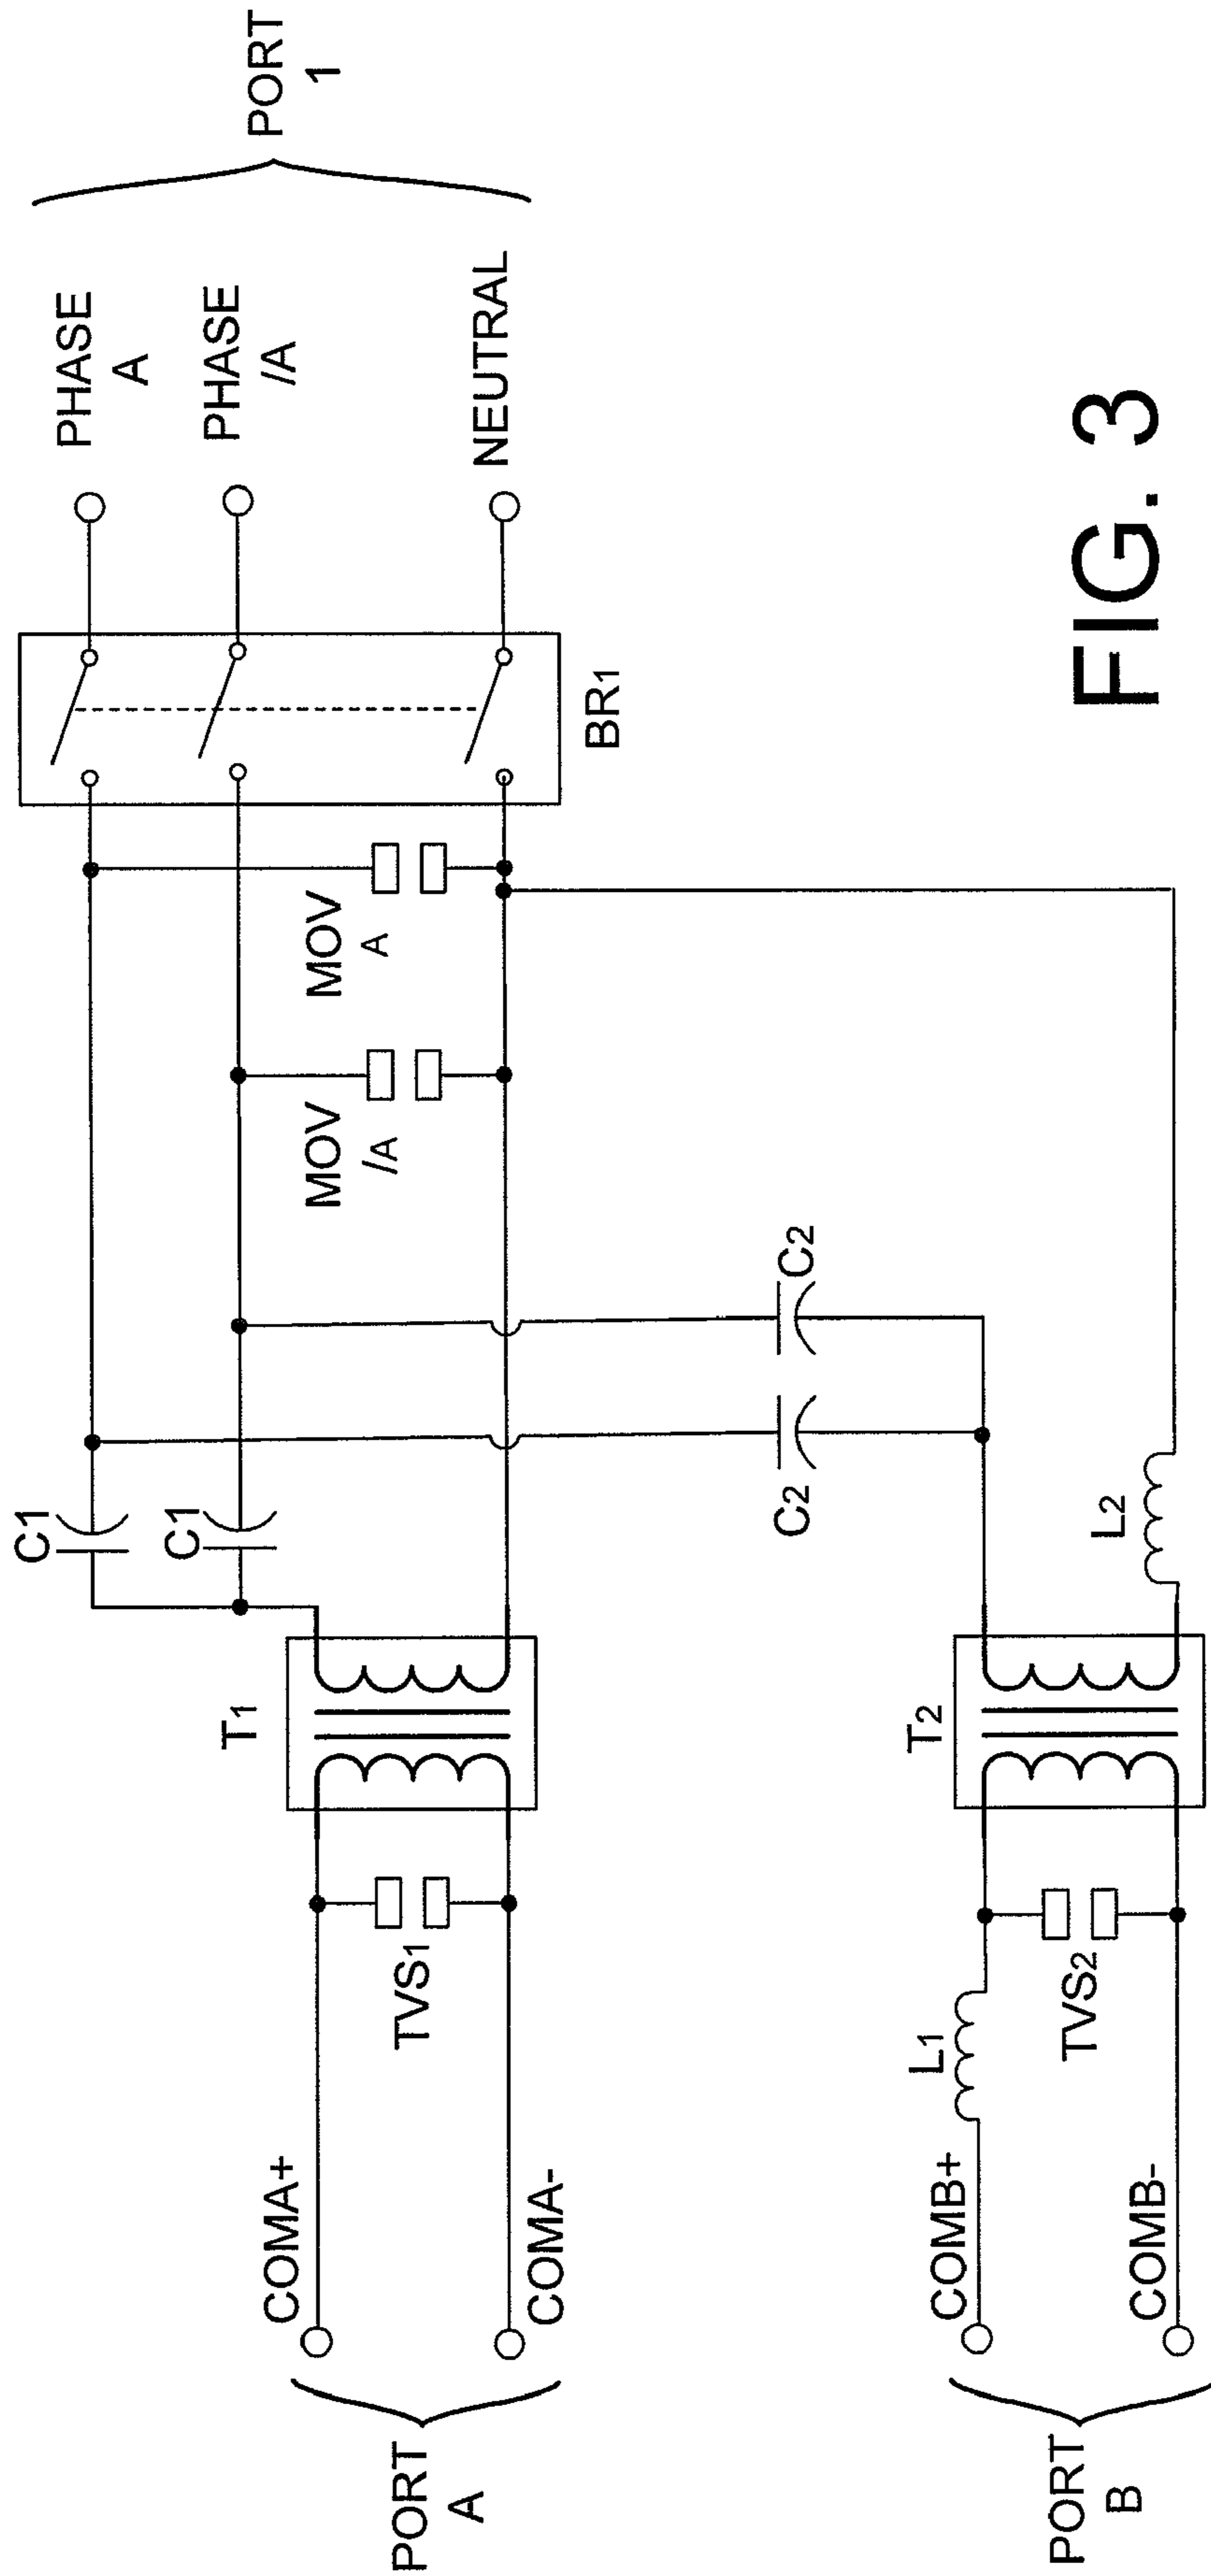 PORT
A
COMA+
COMA-
TVS1
T1
C1
C1
MOV
/A
MOV
A
BR1
PHASE
A
PHASE
/A
NEUTRAL
PORT
1
C2
C2
PORT
B
COMB+
COMB-
L1
TVS2
T2
L2
FIG. 3